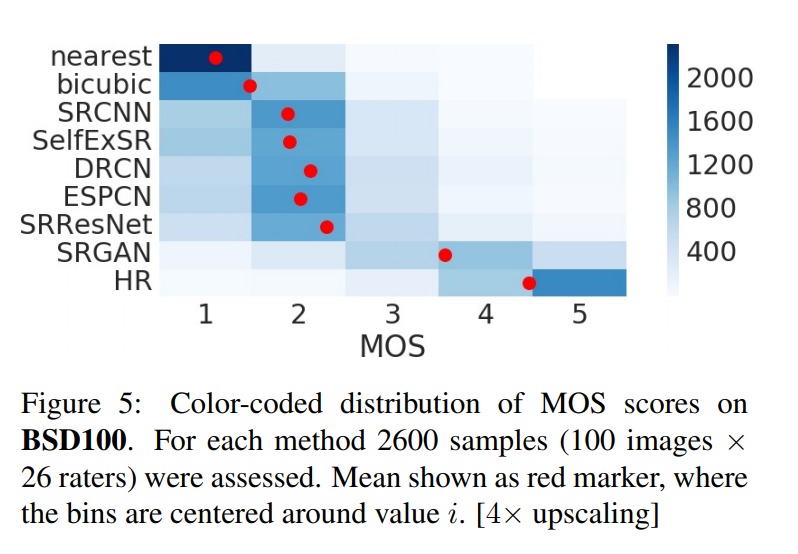 nearest
bicubic
SRCNN
SelfExSR
DRCN
ESPCN
SRResNet
SRGAN
HR
1 2 3 4 5
MOS
2000
1600
1200
800
400
Figure 5: Color-coded distribution of MOS scores on
BSD100. For each method 2600 samples (100 images ×
26 raters) were assessed. Mean shown as red marker, where
the bins are centered around value i. [4× upscaling]